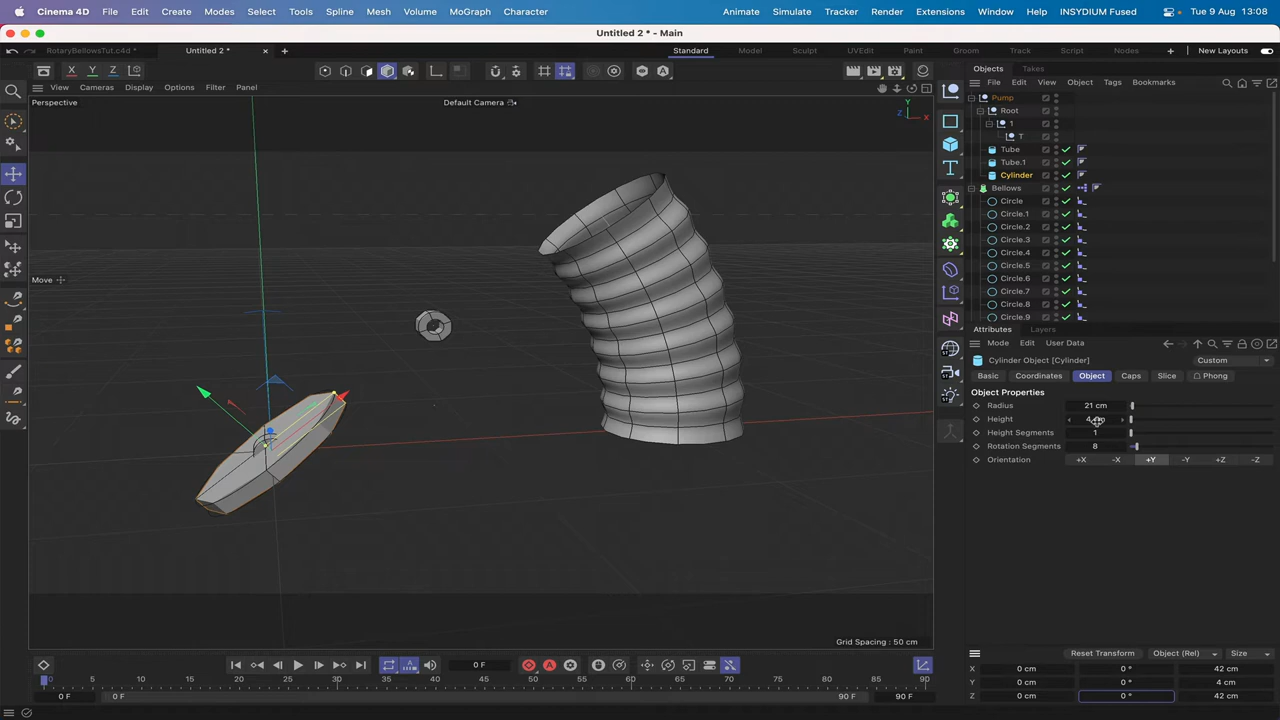 Cinema 4D File Edit Create Modes Select Tools Spline Mesh Volume MoGraph Character Animate Simulate Tracker Render Extensions Window Help INSYDIUM Fused Tue 9 Aug 13:08
Untitled 2 * - Main
RotaryBellowsTut.c4d * Untitled 2 * Standard Model Sculpt UVEdit Paint Groom Track Script Nodes New Layouts
X Y Z
View Cameras Display Options Filter Panel
Perspective Default Camera
Y
Z X
Move
Grid Spacing : 50 cm
Objects Takes
File Edit View Object Tags Bookmarks
Pump
Root
1
T
Tube
Tube.1
Cylinder
Bellows
Circle
Circle.1
Circle.2
Circle.3
Circle.4
Circle.5
Circle.6
Circle.7
Circle.8
Circle.9
Attributes Layers
Mode Edit User Data
Cylinder Object [Cylinder] Custom
Basic Coordinates Object Caps Slice Phong
Object Properties
Radius 21 cm
Height
Height Segments 1
Rotation Segments 8
Orientation +X -X +Y -Y +Z -Z
Reset Transform Object (Rel) Size
X 0 cm 0 ° 42 cm
Y 0 cm 0 ° 4 cm
Z 0 cm 0 ° 42 cm
0 F
0 5 10 15 20 25 30 35 40 45 50 55 60 65 70 75 80 85 90
0 F 0 F 90 F 90 F